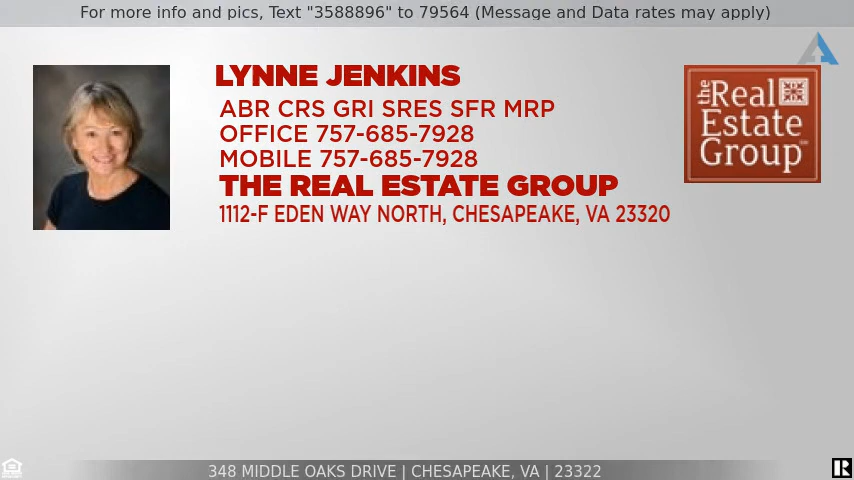 For more info and pics, Text "3588896" to 79564 (Message and Data rates may apply)
LYNNE JENKINS
ABR CRS GRI SRES SFR MRP
OFFICE 757-685-7928
MOBILE 757-685-7928
THE REAL ESTATE GROUP
1112-F EDEN WAY NORTH, CHESAPEAKE, VA 23320
the Real
Estate
Group
348 MIDDLE OAKS DRIVE | CHESAPEAKE, VA | 23322